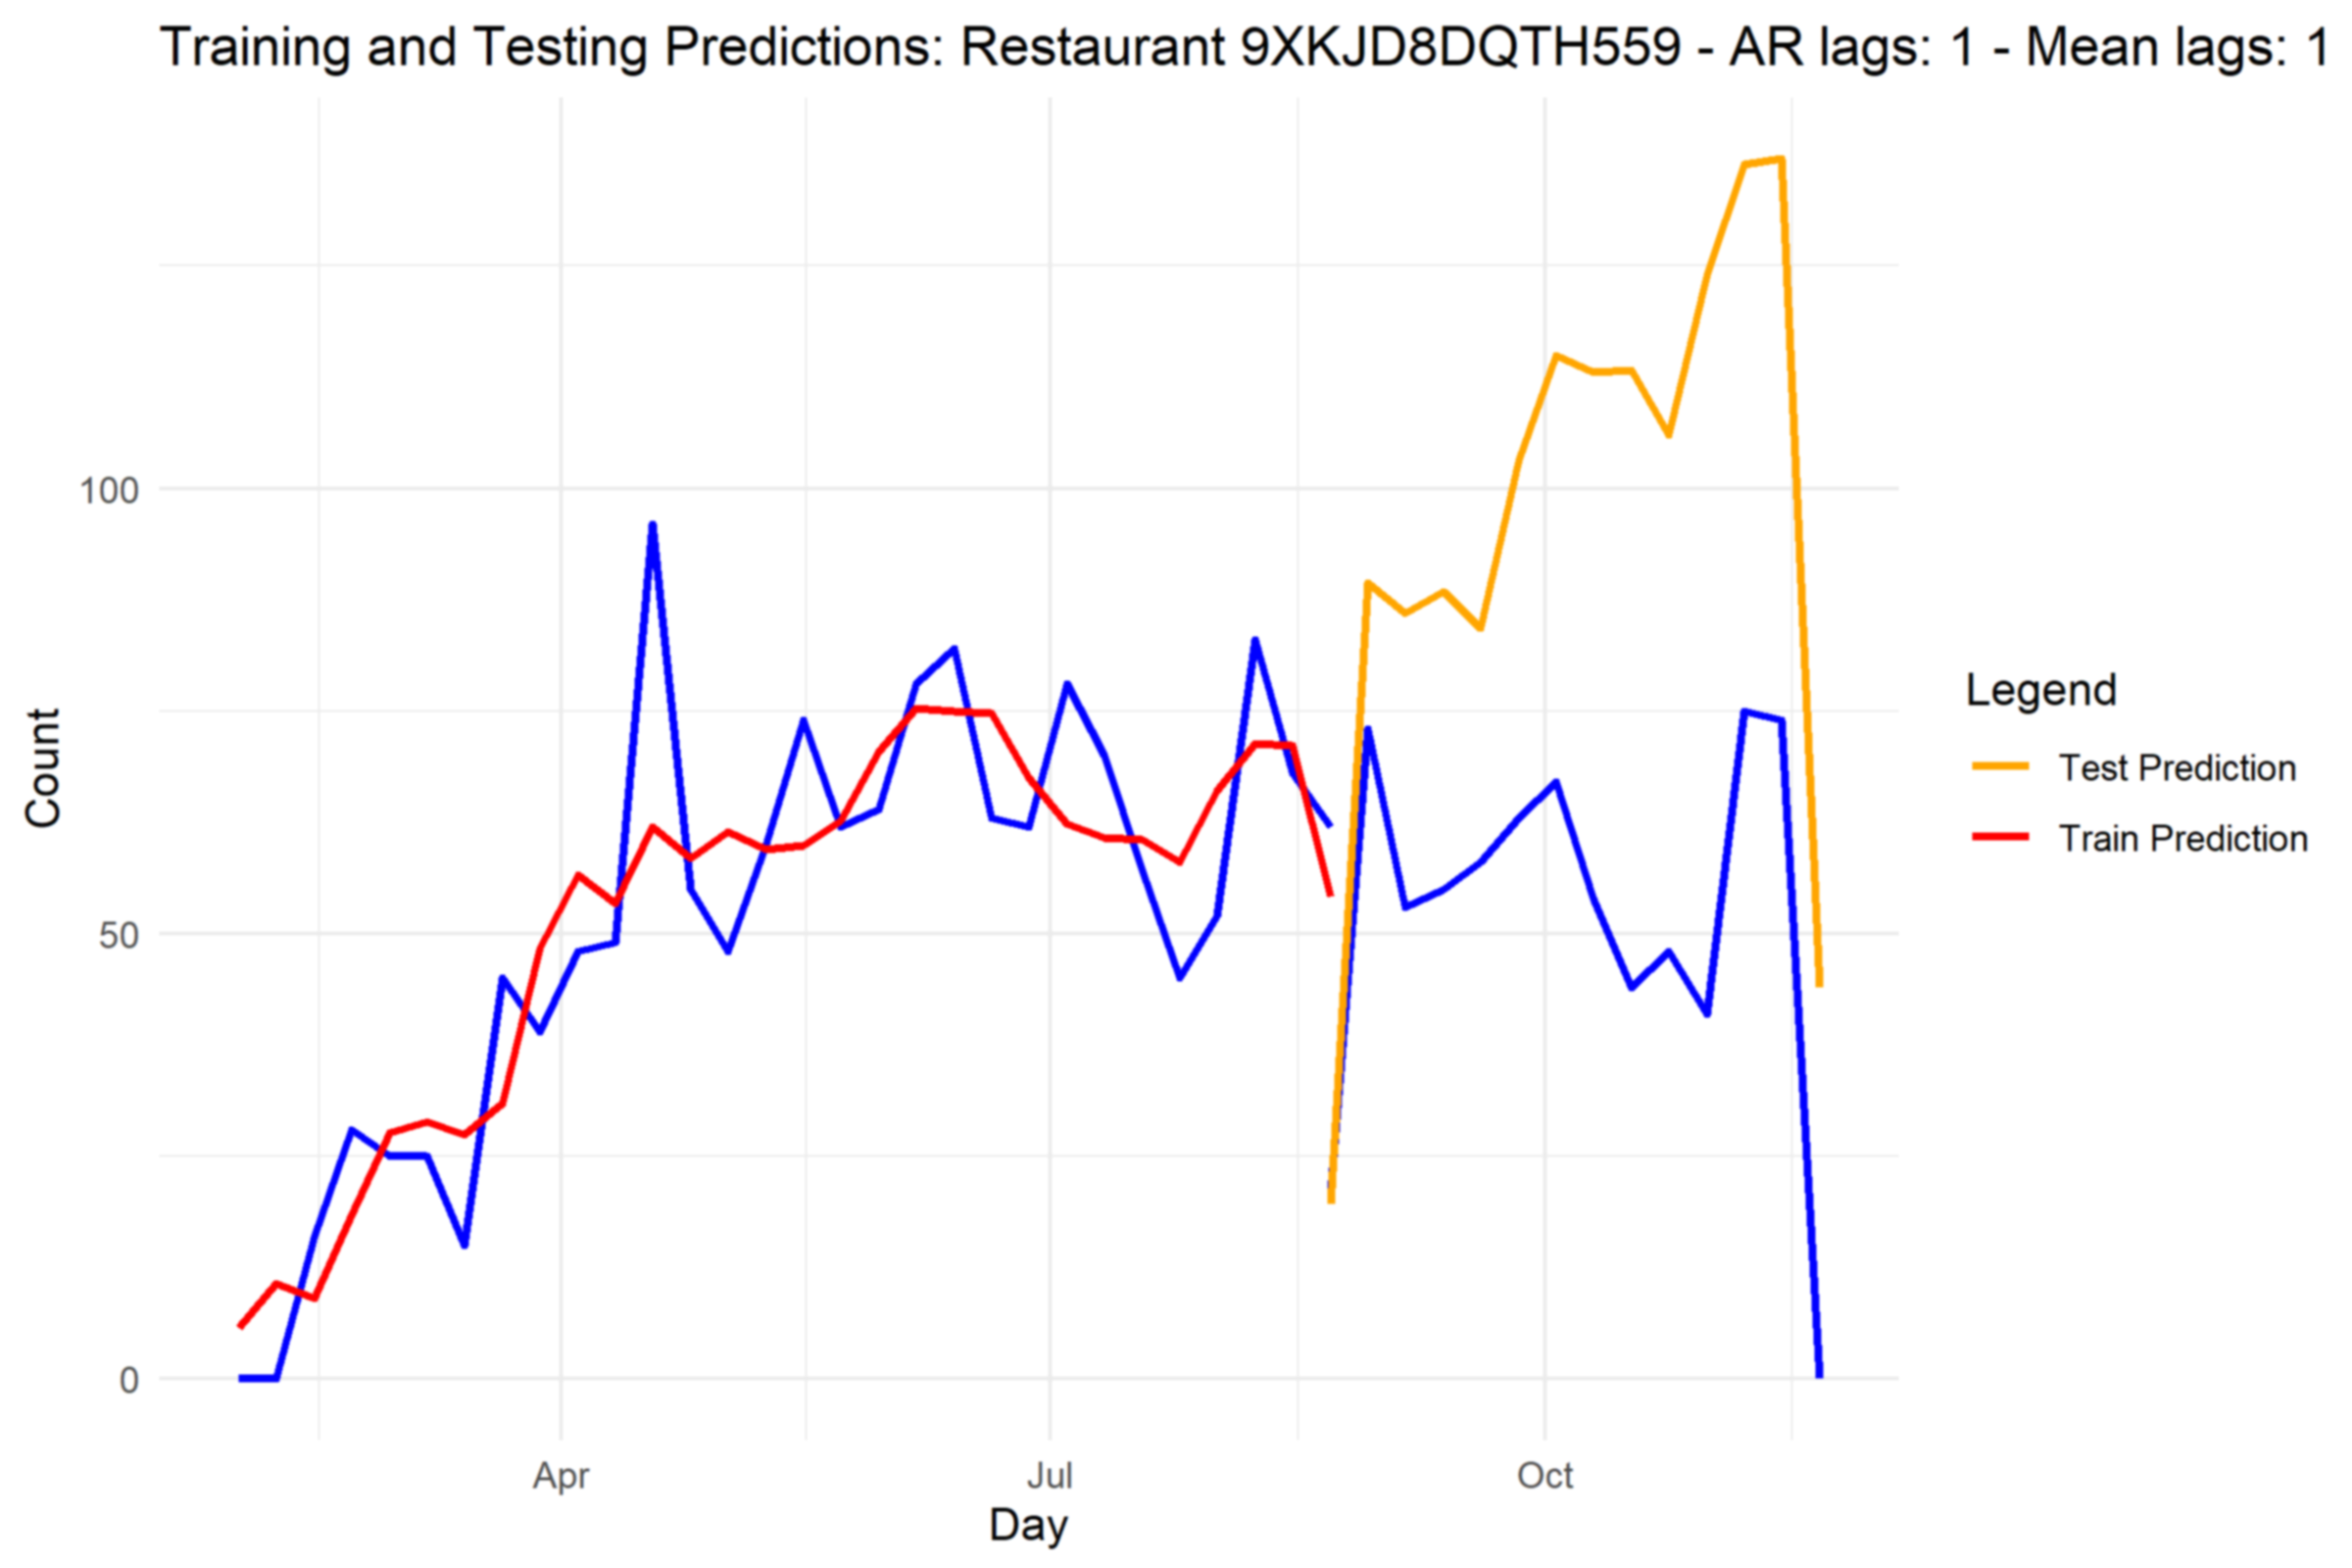 Training and Testing Predictions: Restaurant 9XKJD8DQTH559 - AR lags: 1 - Mean lags: 1
100
50
0
Count
Apr
Jul
Oct
Day
Legend
Test Prediction
Train Prediction